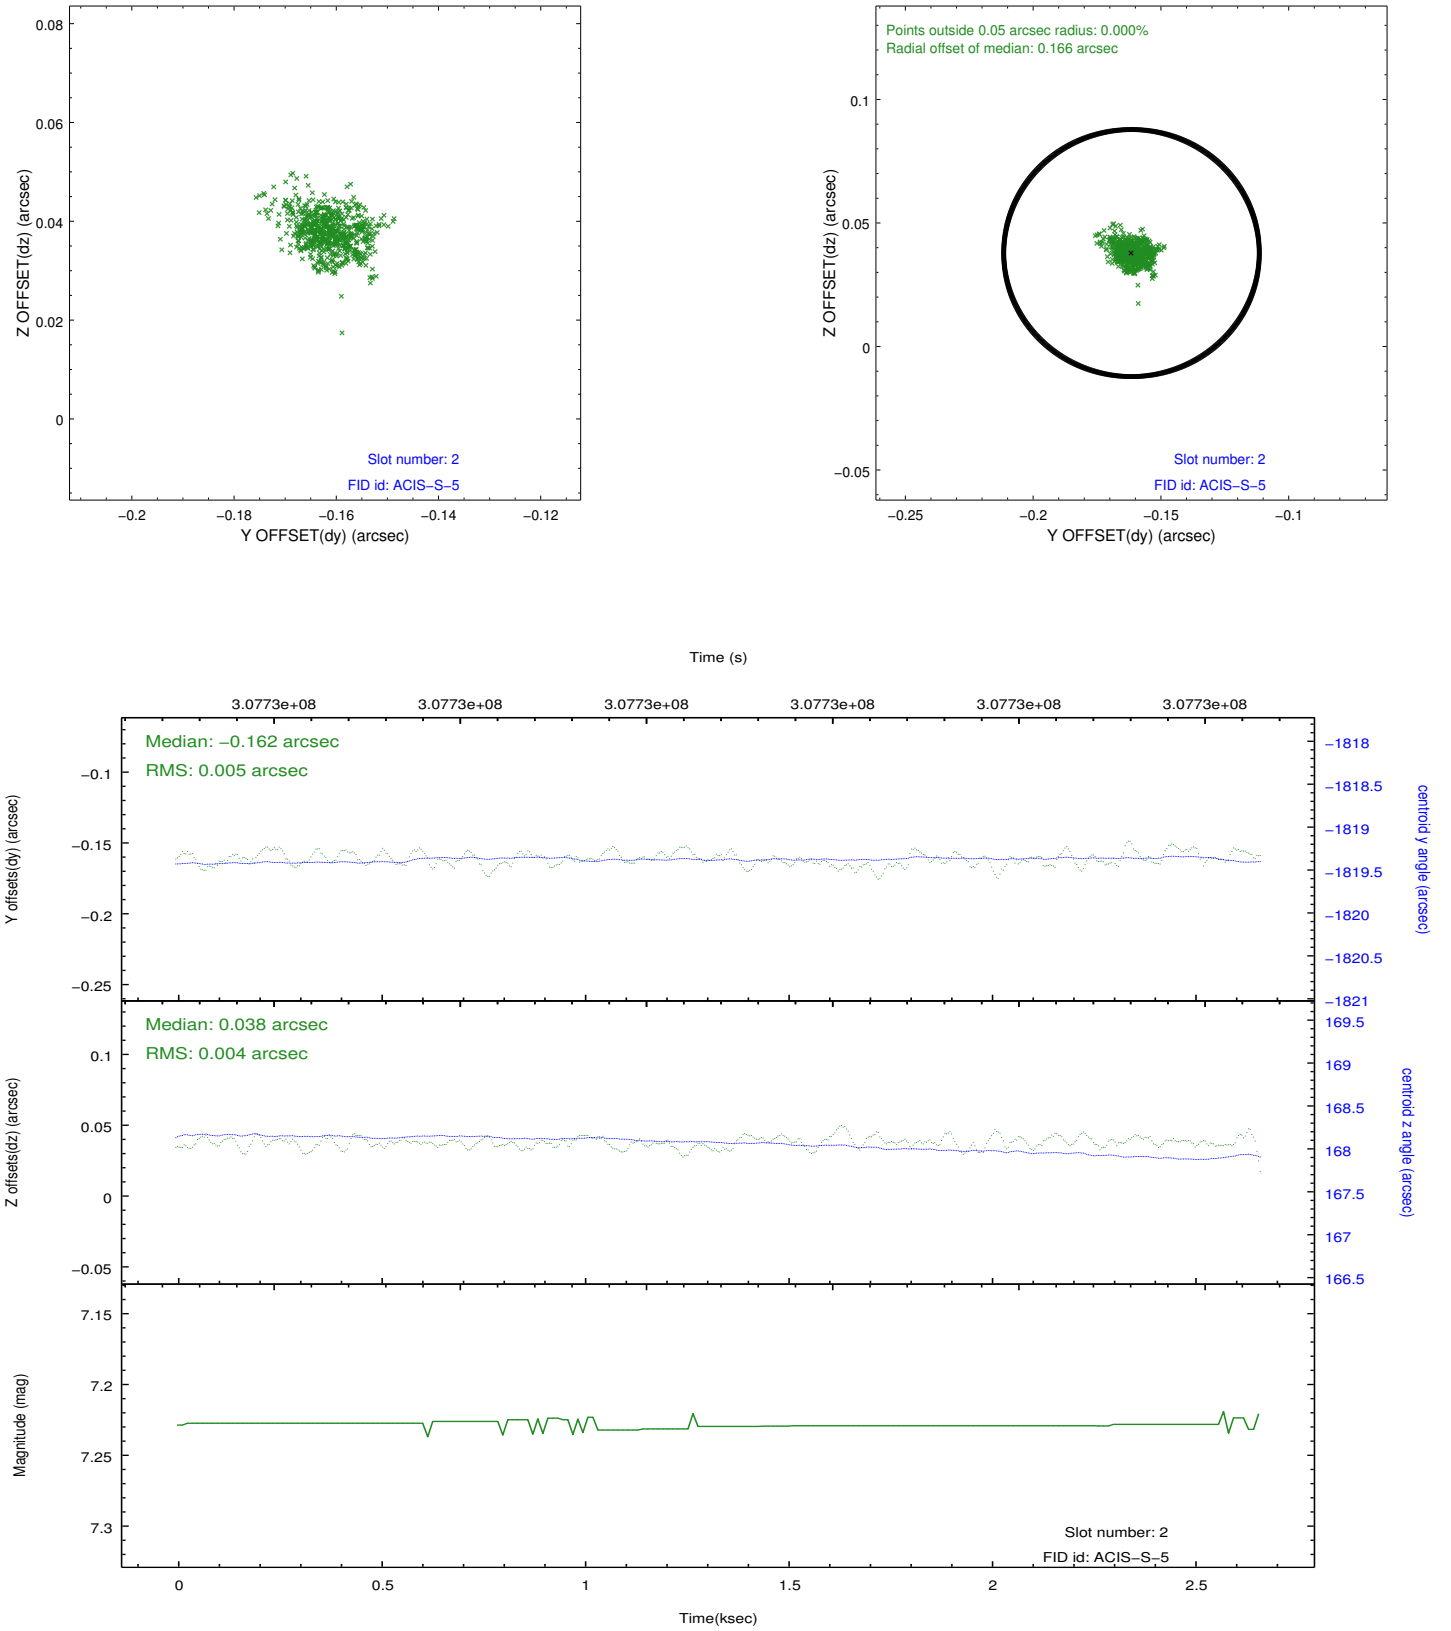 0.08
0.06
0.04
0.02
0
Z OFFSET(dz) (arcsec)
Slot number: 2
FID id: ACIS−S−5
−0.2
−0.18
−0.16
−0.14
−0.12
Y OFFSET(dy) (arcsec)
Points outside 0.05 arcsec radius: 0.000%
Radial offset of median: 0.166 arcsec
0.1
0.05
0
−0.05
Z OFFSET(dz) (arcsec)
Slot number: 2
FID id: ACIS−S−5
−0.25
−0.2
−0.15
−0.1
Y OFFSET(dy) (arcsec)
Time (s)
3.0773e+08
3.0773e+08
3.0773e+08
3.0773e+08
3.0773e+08
3.0773e+08
Median: −0.162 arcsec
RMS: 0.005 arcsec
−0.1
−0.15
−0.2
−0.25
Y offsets(dy) (arcsec)
−1818
−1818.5
−1819
−1819.5
−1820
−1820.5
−1821
centroid y angle (arcsec)
Median: 0.038 arcsec
RMS: 0.004 arcsec
0.1
0.05
0
−0.05
Z offsets(dz) (arcsec)
169.5
169
168.5
168
167.5
167
166.5
centroid z angle (arcsec)
7.15
7.2
7.25
7.3
Magnitude (mag)
Slot number: 2
FID id: ACIS−S−5
0
0.5
1
1.5
2
2.5
Time(ksec)